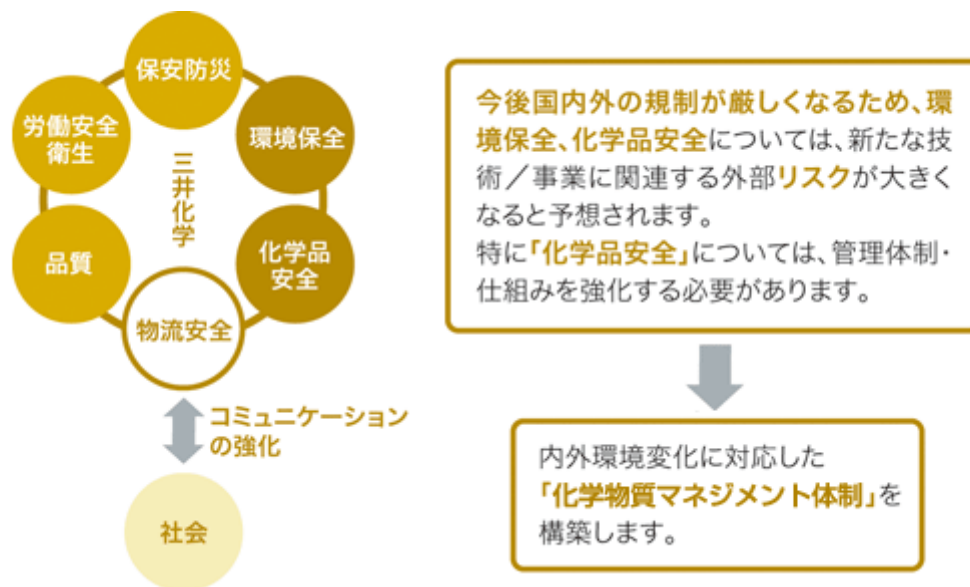 保安防災
労働安全
衛生
環境保全
三井化学
品質
化学品
安全
物流安全
コミュニケーション
の強化
社会
今後国内外の規制が厳しくなるため、環
境保全、化学品安全については、新たな技
術／事業に関連する外部リスクが大きく
なると予想されます。
特に「化学品安全」については、管理体制・
仕組みを強化する必要があります。
内外環境変化に対応した
「化学物質マネジメント体制」を
構築します。